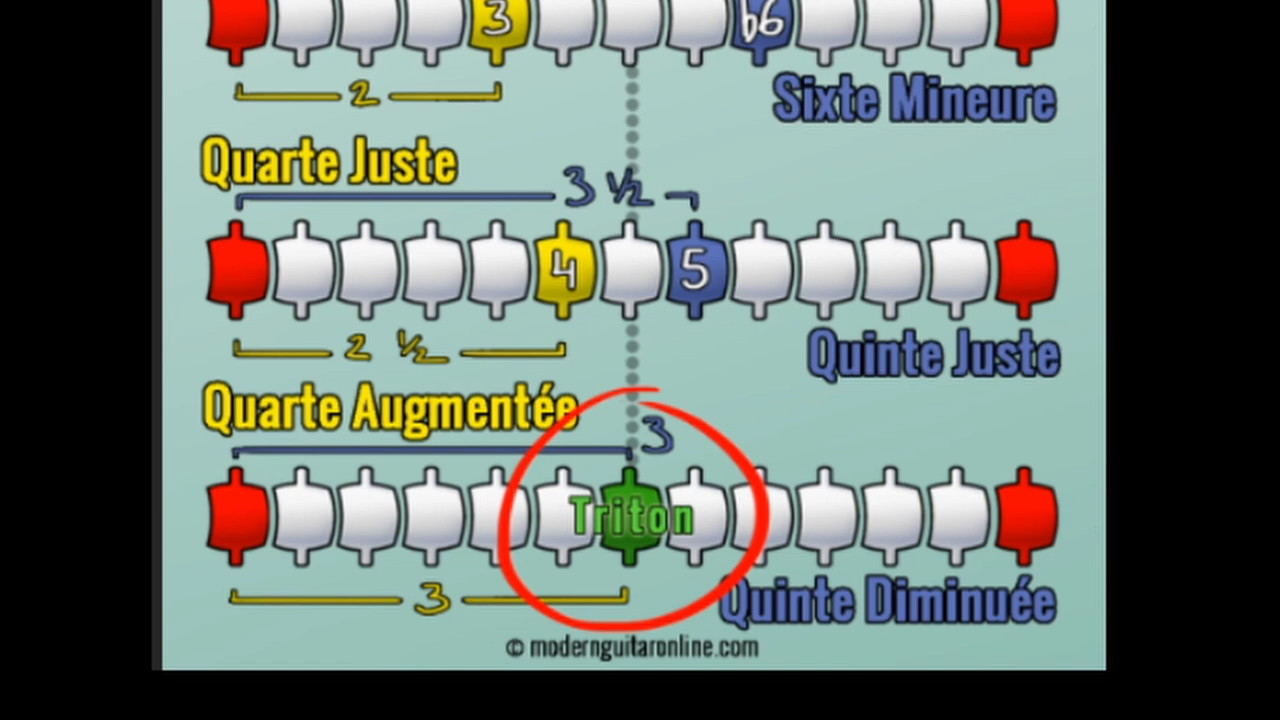 3 b6
2
Sixte Mineure
Quarte Juste
3 ½
4 5
2 ½
Quinte Juste
Quarte Augmentée
3
Triton
3
Quinte Diminuée
© modernguitaronline.com